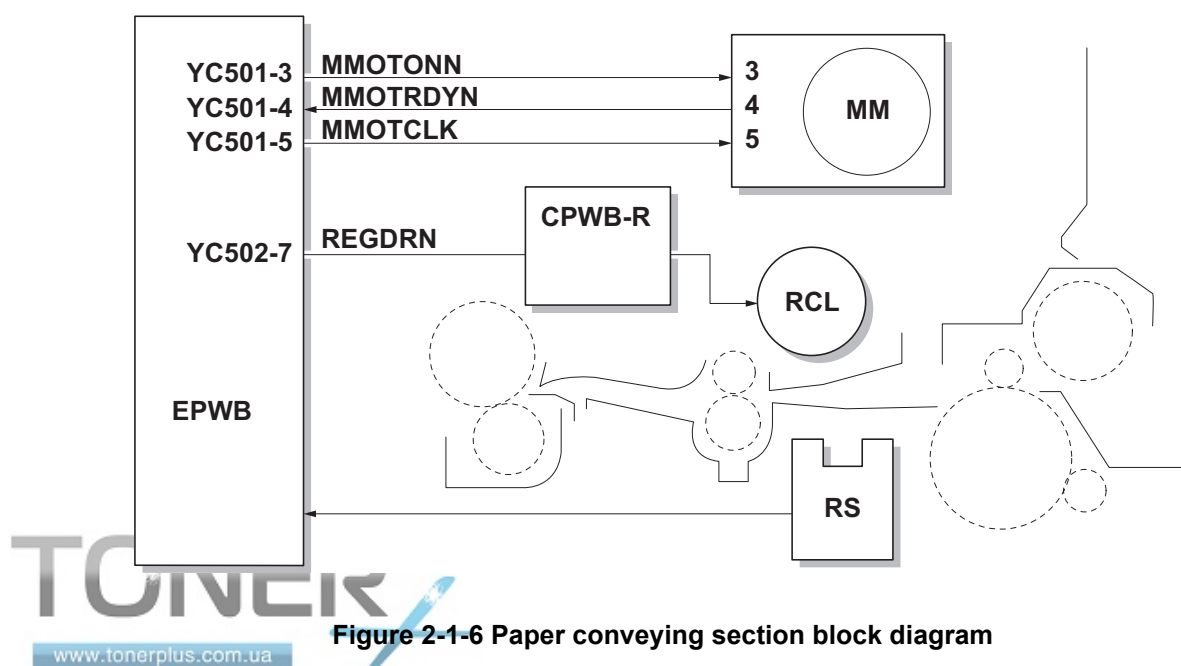 YC501-3 MMOTONN 3
YC501-4 MMOTRDYN 4
YC501-5 MMOTCLK 5
MM
CPWB-R
YC502-7 REGDRN
RCL
EPWB
RS
TONER
www.tonerplus.com.ua
Figure 2-1-6 Paper conveying section block diagram